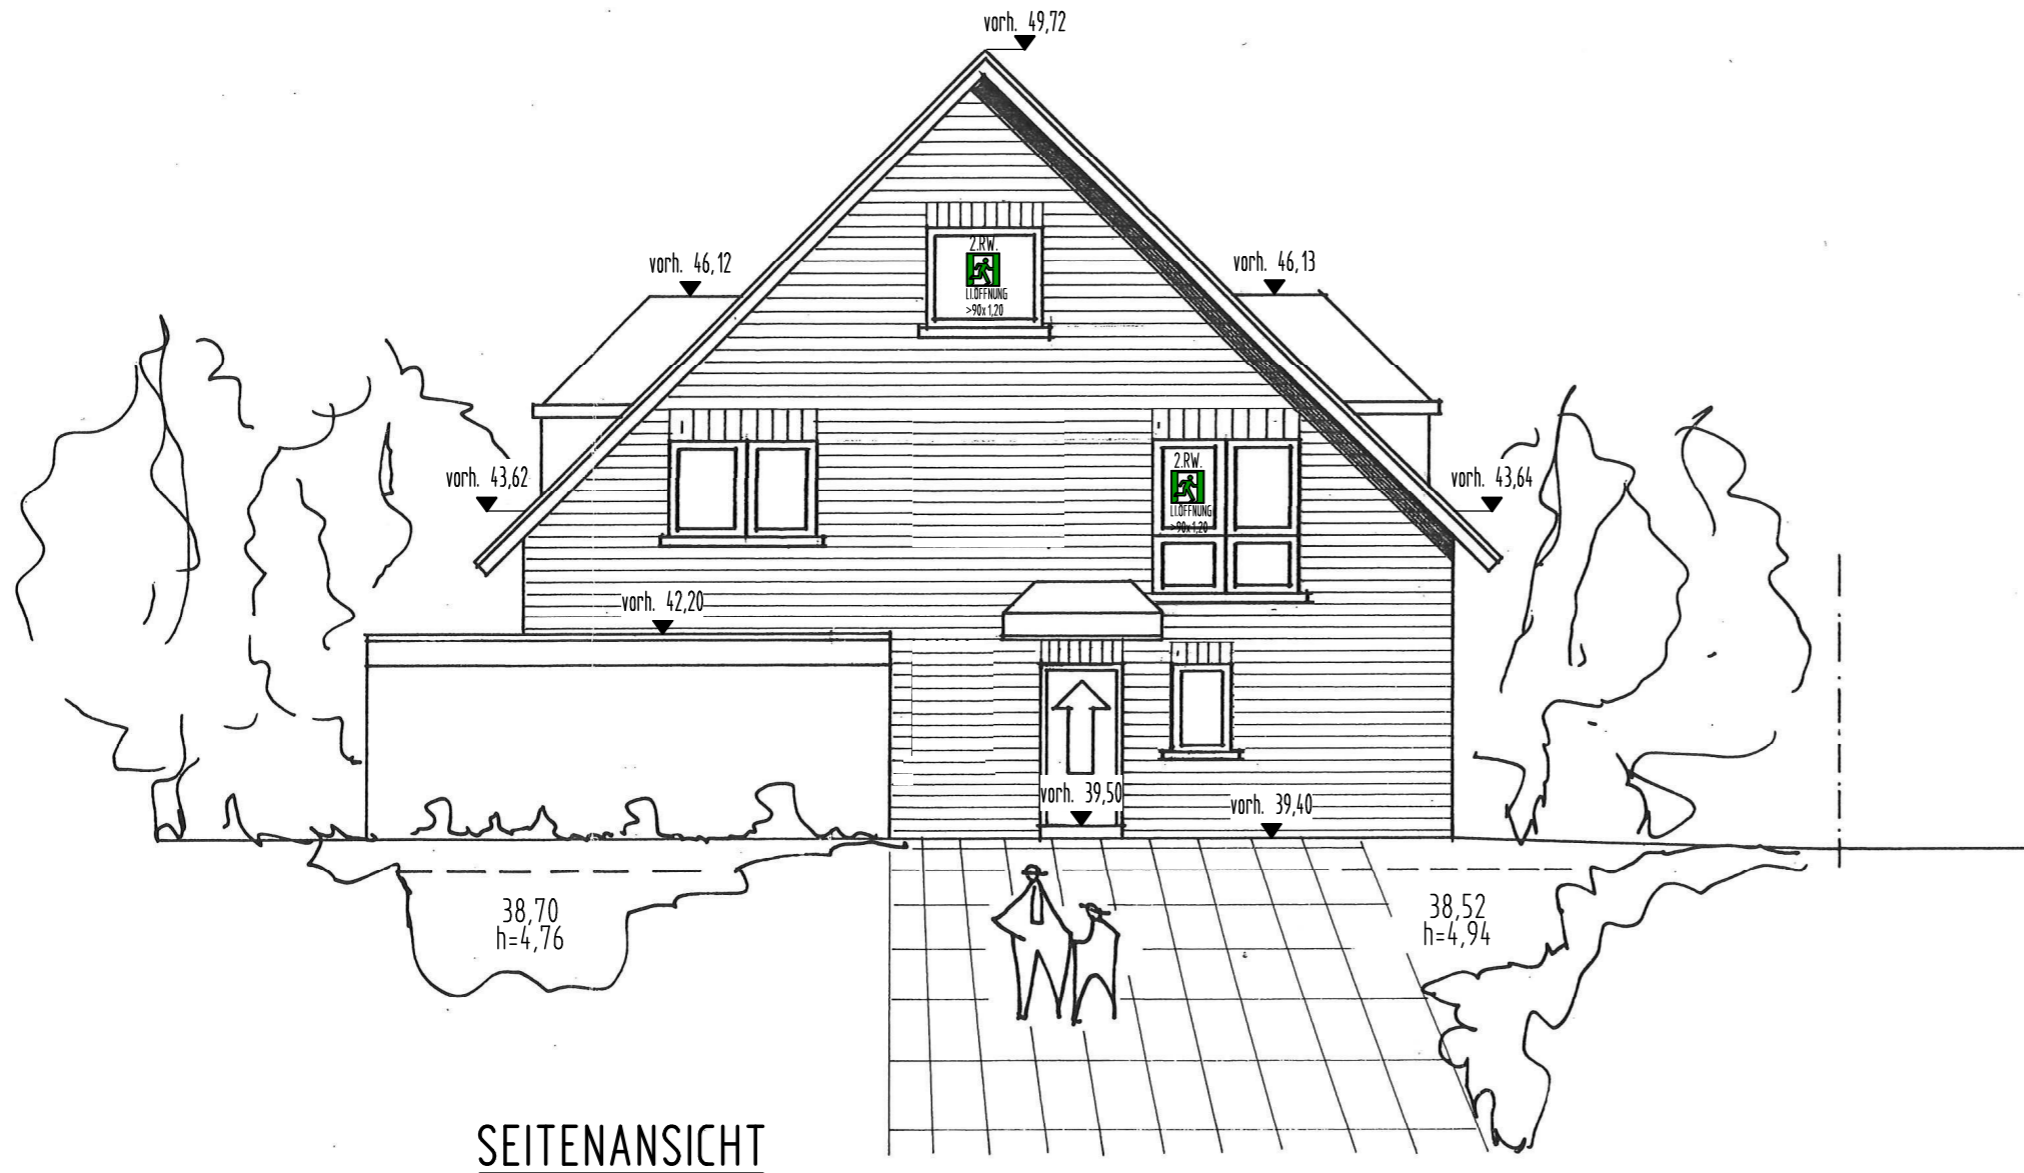 vorh. 49,72
2.RW.
LI.ÖFFNUNG
>90x1,20
vorh. 46,12
vorh. 46,13
vorh. 43,62
2.RW.
LI.ÖFFNUNG
>90x1,20
vorh. 43,64
vorh. 42,20
vorh. 39,50
vorh. 39,40
38,70
h=4,76
38,52
h=4,94
SEITENANSICHT